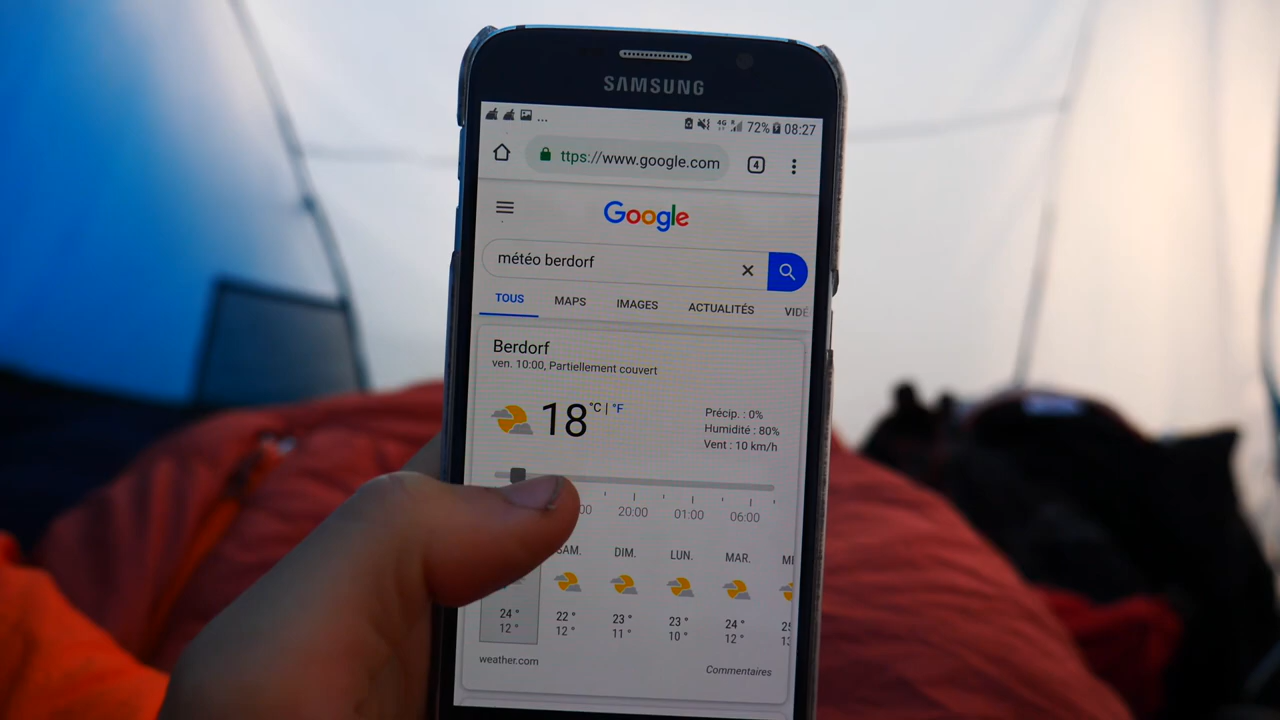 SAMSUNG
... 4G R 72% 08:27
ttps://www.google.com 4
Google
météo berdorf
TOUS MAPS IMAGES ACTUALITÉS VIDÉ
Berdorf
ven. 10:00, Partiellement couvert
18 °C | °F
Précip. : 0%
Humidité : 80%
Vent : 10 km/h
20:00 01:00 06:00
SAM. DIM. LUN. MAR.
24° 22° 23° 23° 24°
12° 12° 11° 10° 12°
weather.com
Commentaires